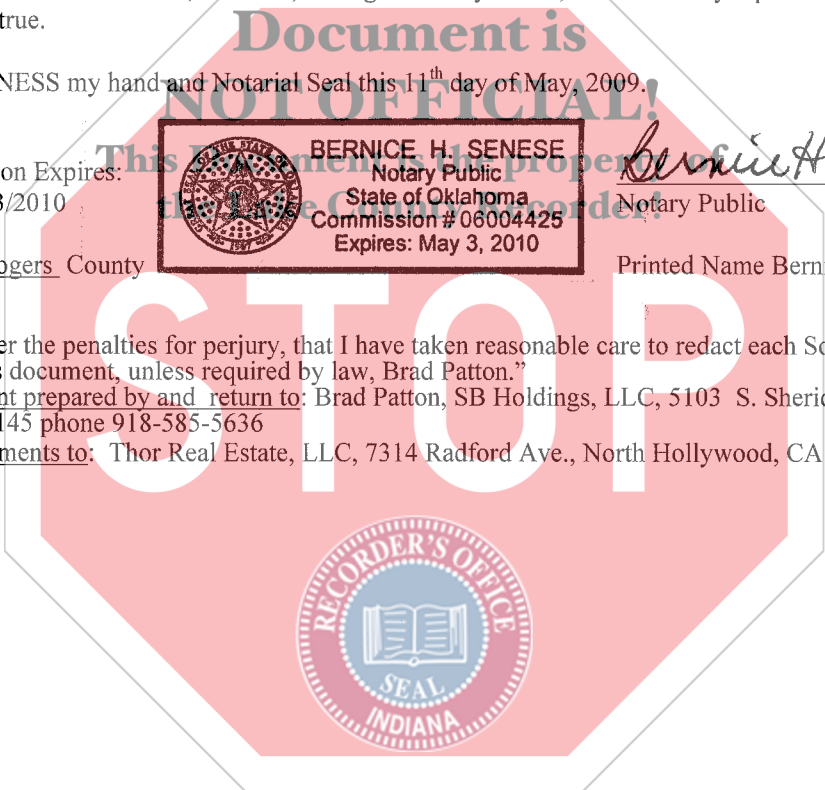 true.
Document is
NESS my hand and Notarial Seal this 11th day of May, 2009.
NOT OFFICIAL!
This Document is the property of
the Lake County Recorder!
on Expires:
3/2010
ogers County
BERNICE H. SENESE
Notary Public
State of Oklahoma
Commission # 06004425
Expires: May 3, 2010
Bernice H
Notary Public
Printed Name Bern
STOP
er the penalties for perjury, that I have taken reasonable care to redact each So
s document, unless required by law, Brad Patton.”
nt prepared by and return to: Brad Patton, SB Holdings, LLC, 5103 S. Sherid
145 phone 918-585-5636
ments to: Thor Real Estate, LLC, 7314 Radford Ave., North Hollywood, CA
RECORDER'S OFFICE
SEAL
INDIANA